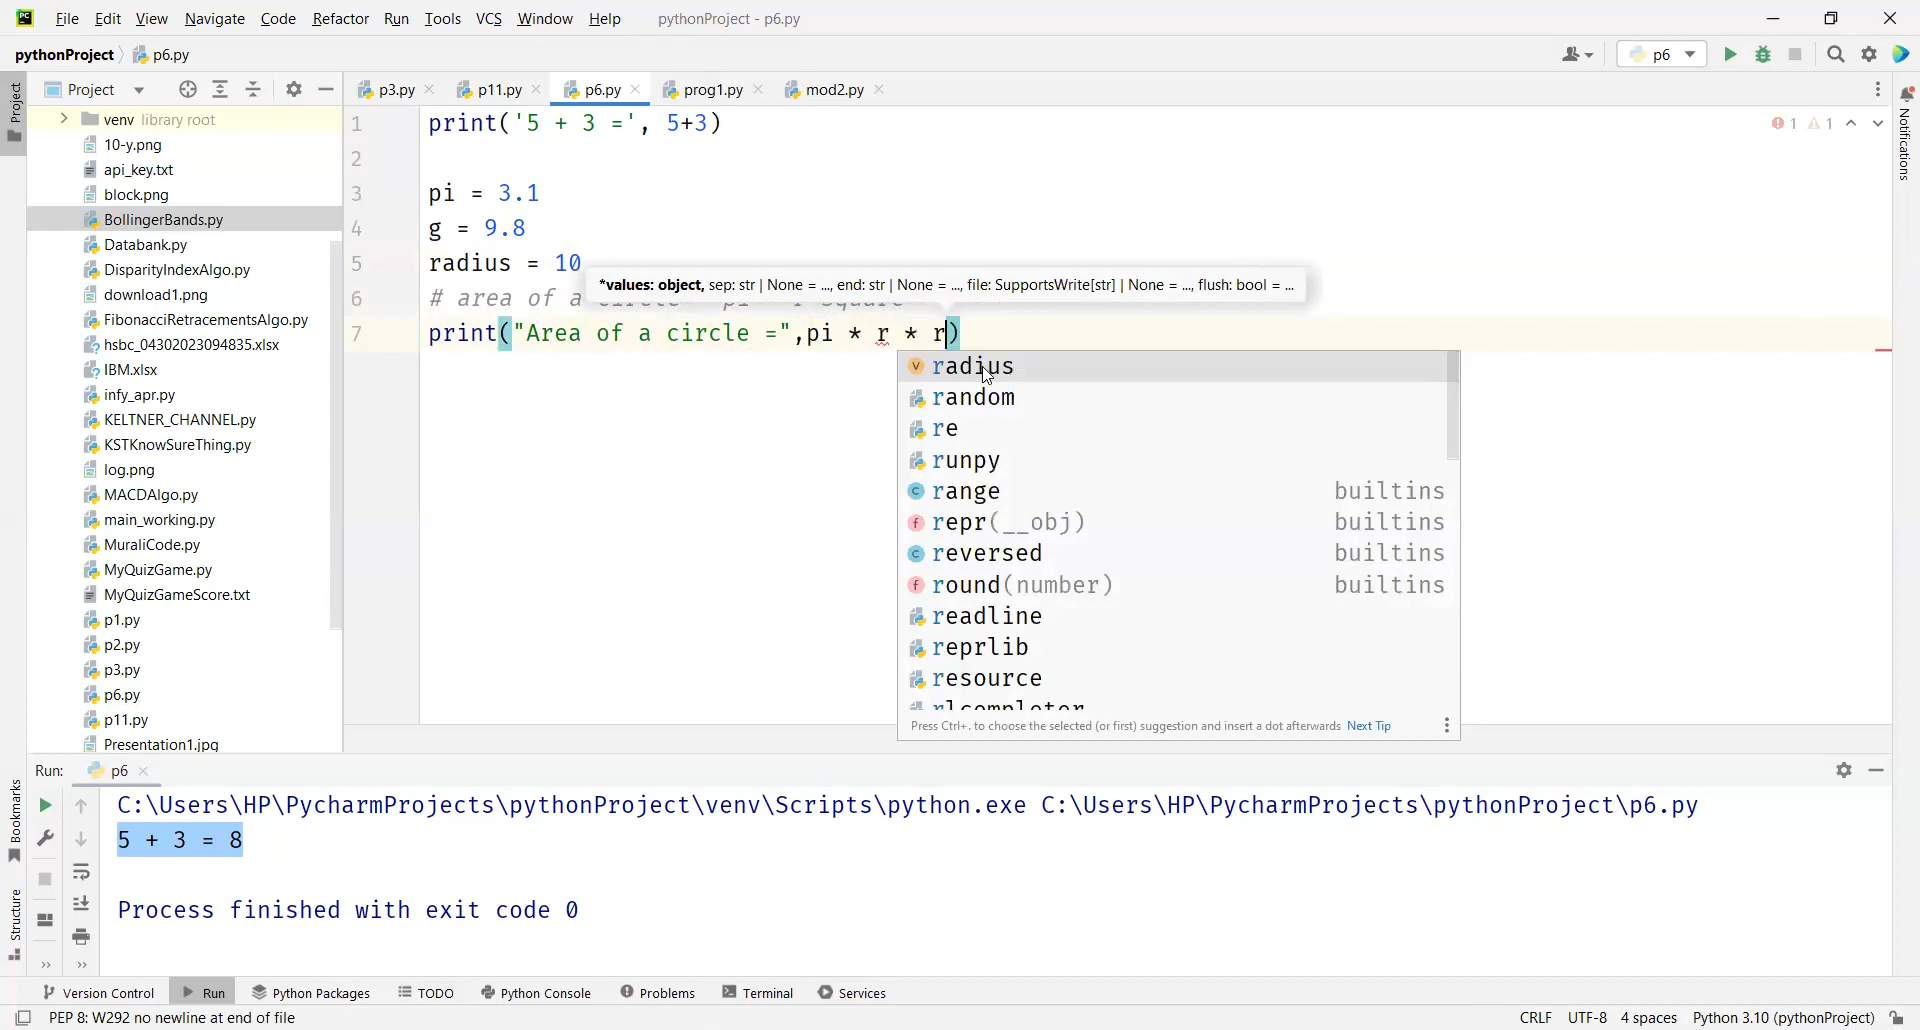 File Edit View Navigate Code Refactor Run Tools VCS Window Help pythonProject - p6.py
pythonProject p6.py p6
Project
Project
p3.py p11.py p6.py prog1.py mod2.py
Notifications
venv library root
10-y.png
api_key.txt
block.png
BollingerBands.py
Databank.py
DisparityIndexAlgo.py
download1.png
FibonacciRetracementsAlgo.py
hsbc_04302023094835.xlsx
IBM.xlsx
infy_apr.py
KELTNER_CHANNEL.py
KSTKnowSureThing.py
log.png
MACDAlgo.py
main_working.py
MuraliCode.py
MyQuizGame.py
MyQuizGameScore.txt
p1.py
p2.py
p3.py
p6.py
p11.py
Presentation1.jpg
1 print('5 + 3 =', 5+3)
1 1
2
3 pi = 3.1
4 g = 9.8
5 radius = 10
*values: object, sep: str | None = ..., end: str | None = ..., file: SupportsWrite[str] | None = ..., flush: bool = ...
6 # area of a
7 print("Area of a circle =",pi * r * r)
radius
random
re
runpy
range builtins
repr(__obj) builtins
reversed builtins
round(number) builtins
readline
reprlib
resource
rlcompleter
Press Ctrl+. to choose the selected (or first) suggestion and insert a dot afterwards Next Tip
Run: p6
Bookmarks
Structure
C:\Users\HP\PycharmProjects\pythonProject\venv\Scripts\python.exe C:\Users\HP\PycharmProjects\pythonProject\p6.py
5 + 3 = 8
Process finished with exit code 0
Version Control Run Python Packages TODO Python Console Problems Terminal Services
PEP 8: W292 no newline at end of file CRLF UTF-8 4 spaces Python 3.10 (pythonProject)